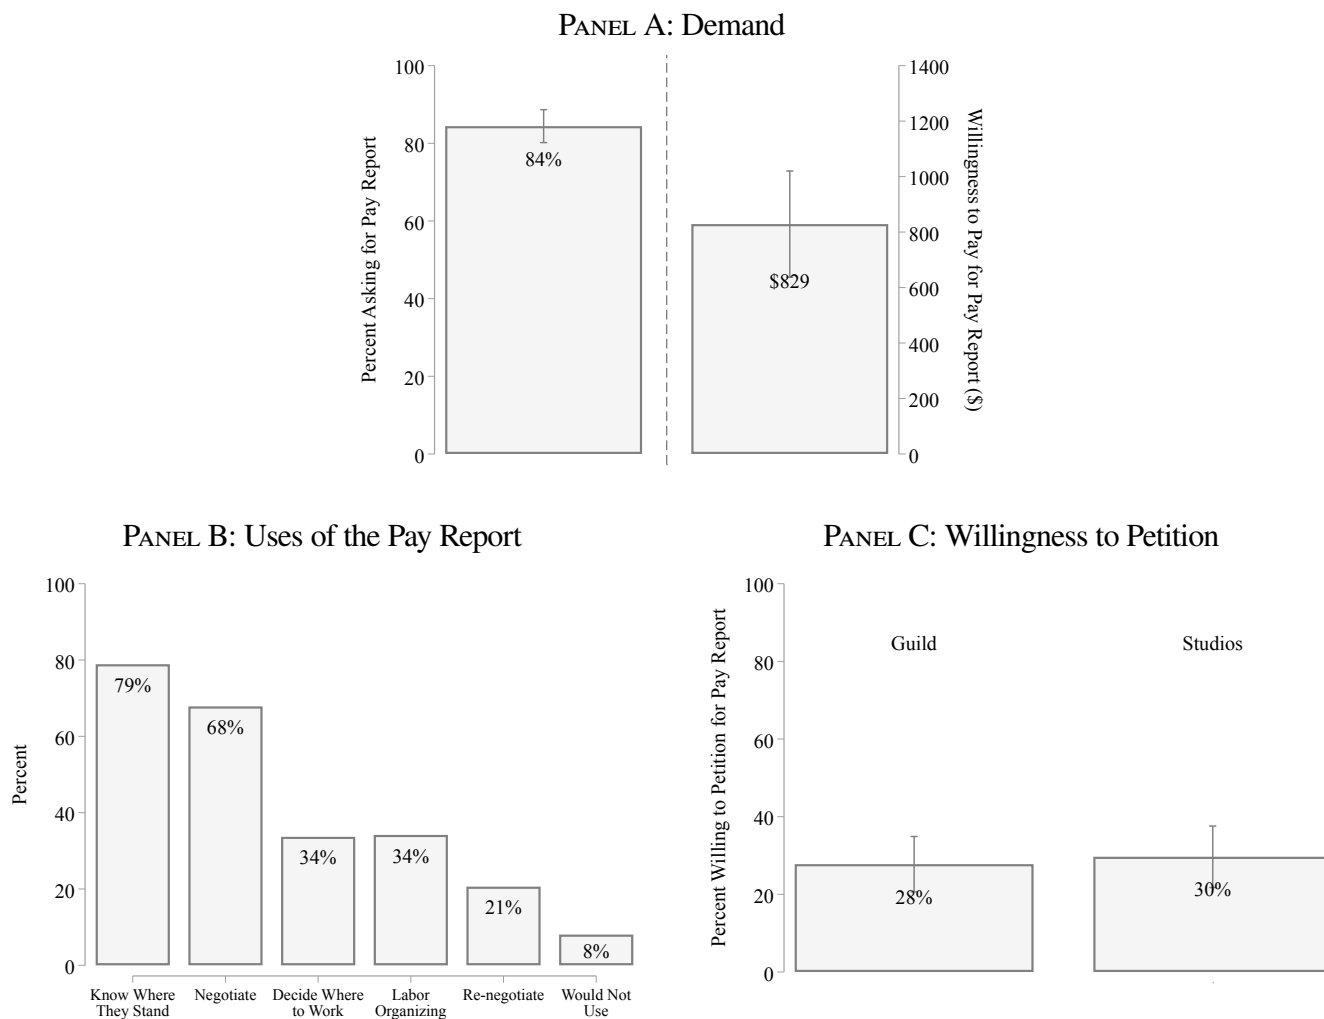 PANEL A: Demand
Percent Asking for Pay Report
100
80
60
40
20
0
84%
$829
1400
1200
1000
800
600
400
200
0
Willingness to Pay for Pay Report ($)
PANEL B: Uses of the Pay Report
Percent
100
80
60
40
20
0
79%
68%
34%
34%
21%
8%
Know Where
They Stand
Negotiate
Decide Where
to Work
Labor
Organizing
Re-negotiate
Would Not
Use
PANEL C: Willingness to Petition
Percent Willing to Petition for Pay Report
100
80
60
40
20
0
Guild
Studios
28%
30%